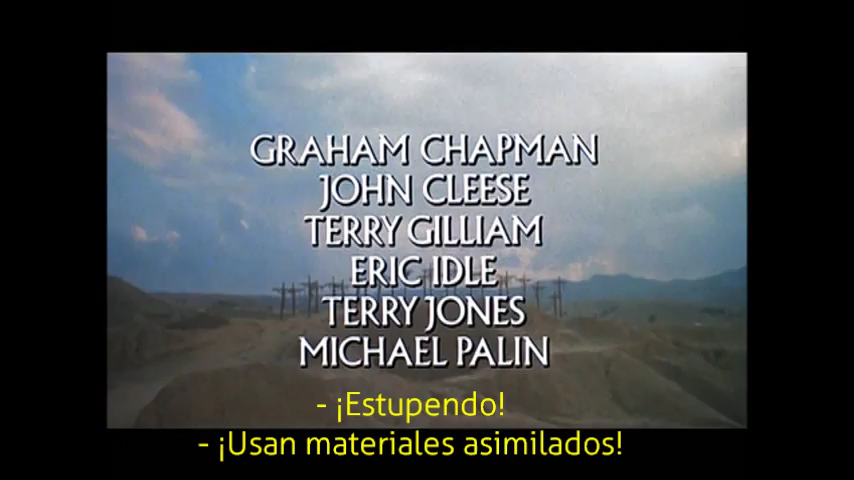 GRAHAM CHAPMAN
JOHN CLEESE
TERRY GILLIAM
ERIC IDLE
TERRY JONES
MICHAEL PALIN
- ¡Estupendo!
- ¡Usan materiales asimilados!